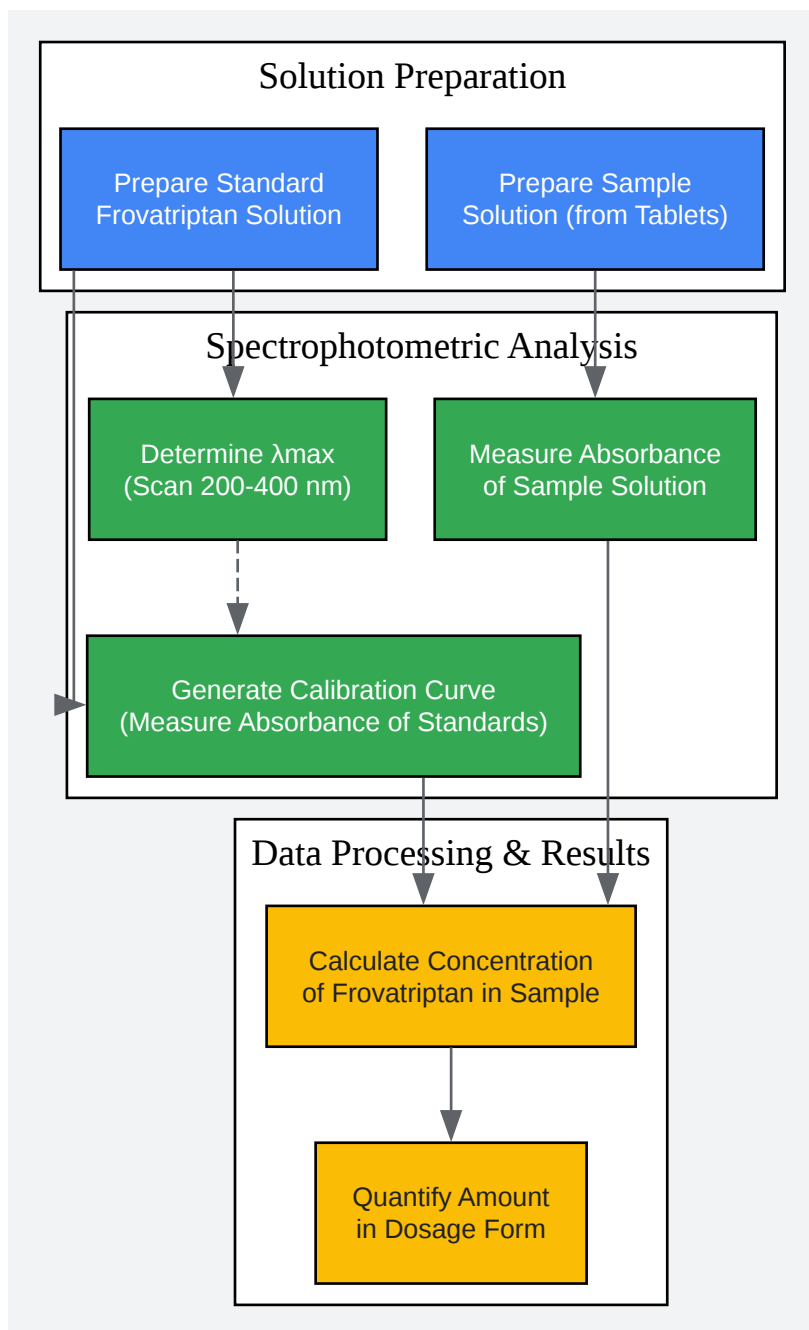 Solution Preparation
Prepare Standard
Frovatriptan Solution
Prepare Sample
Solution (from Tablets)
Spectrophotometric Analysis
Determine λmax
(Scan 200-400 nm)
Measure Absorbance
of Sample Solution
Generate Calibration Curve
(Measure Absorbance of Standards)
Data Processing & Results
Calculate Concentration
of Frovatriptan in Sample
Quantify Amount
in Dosage Form